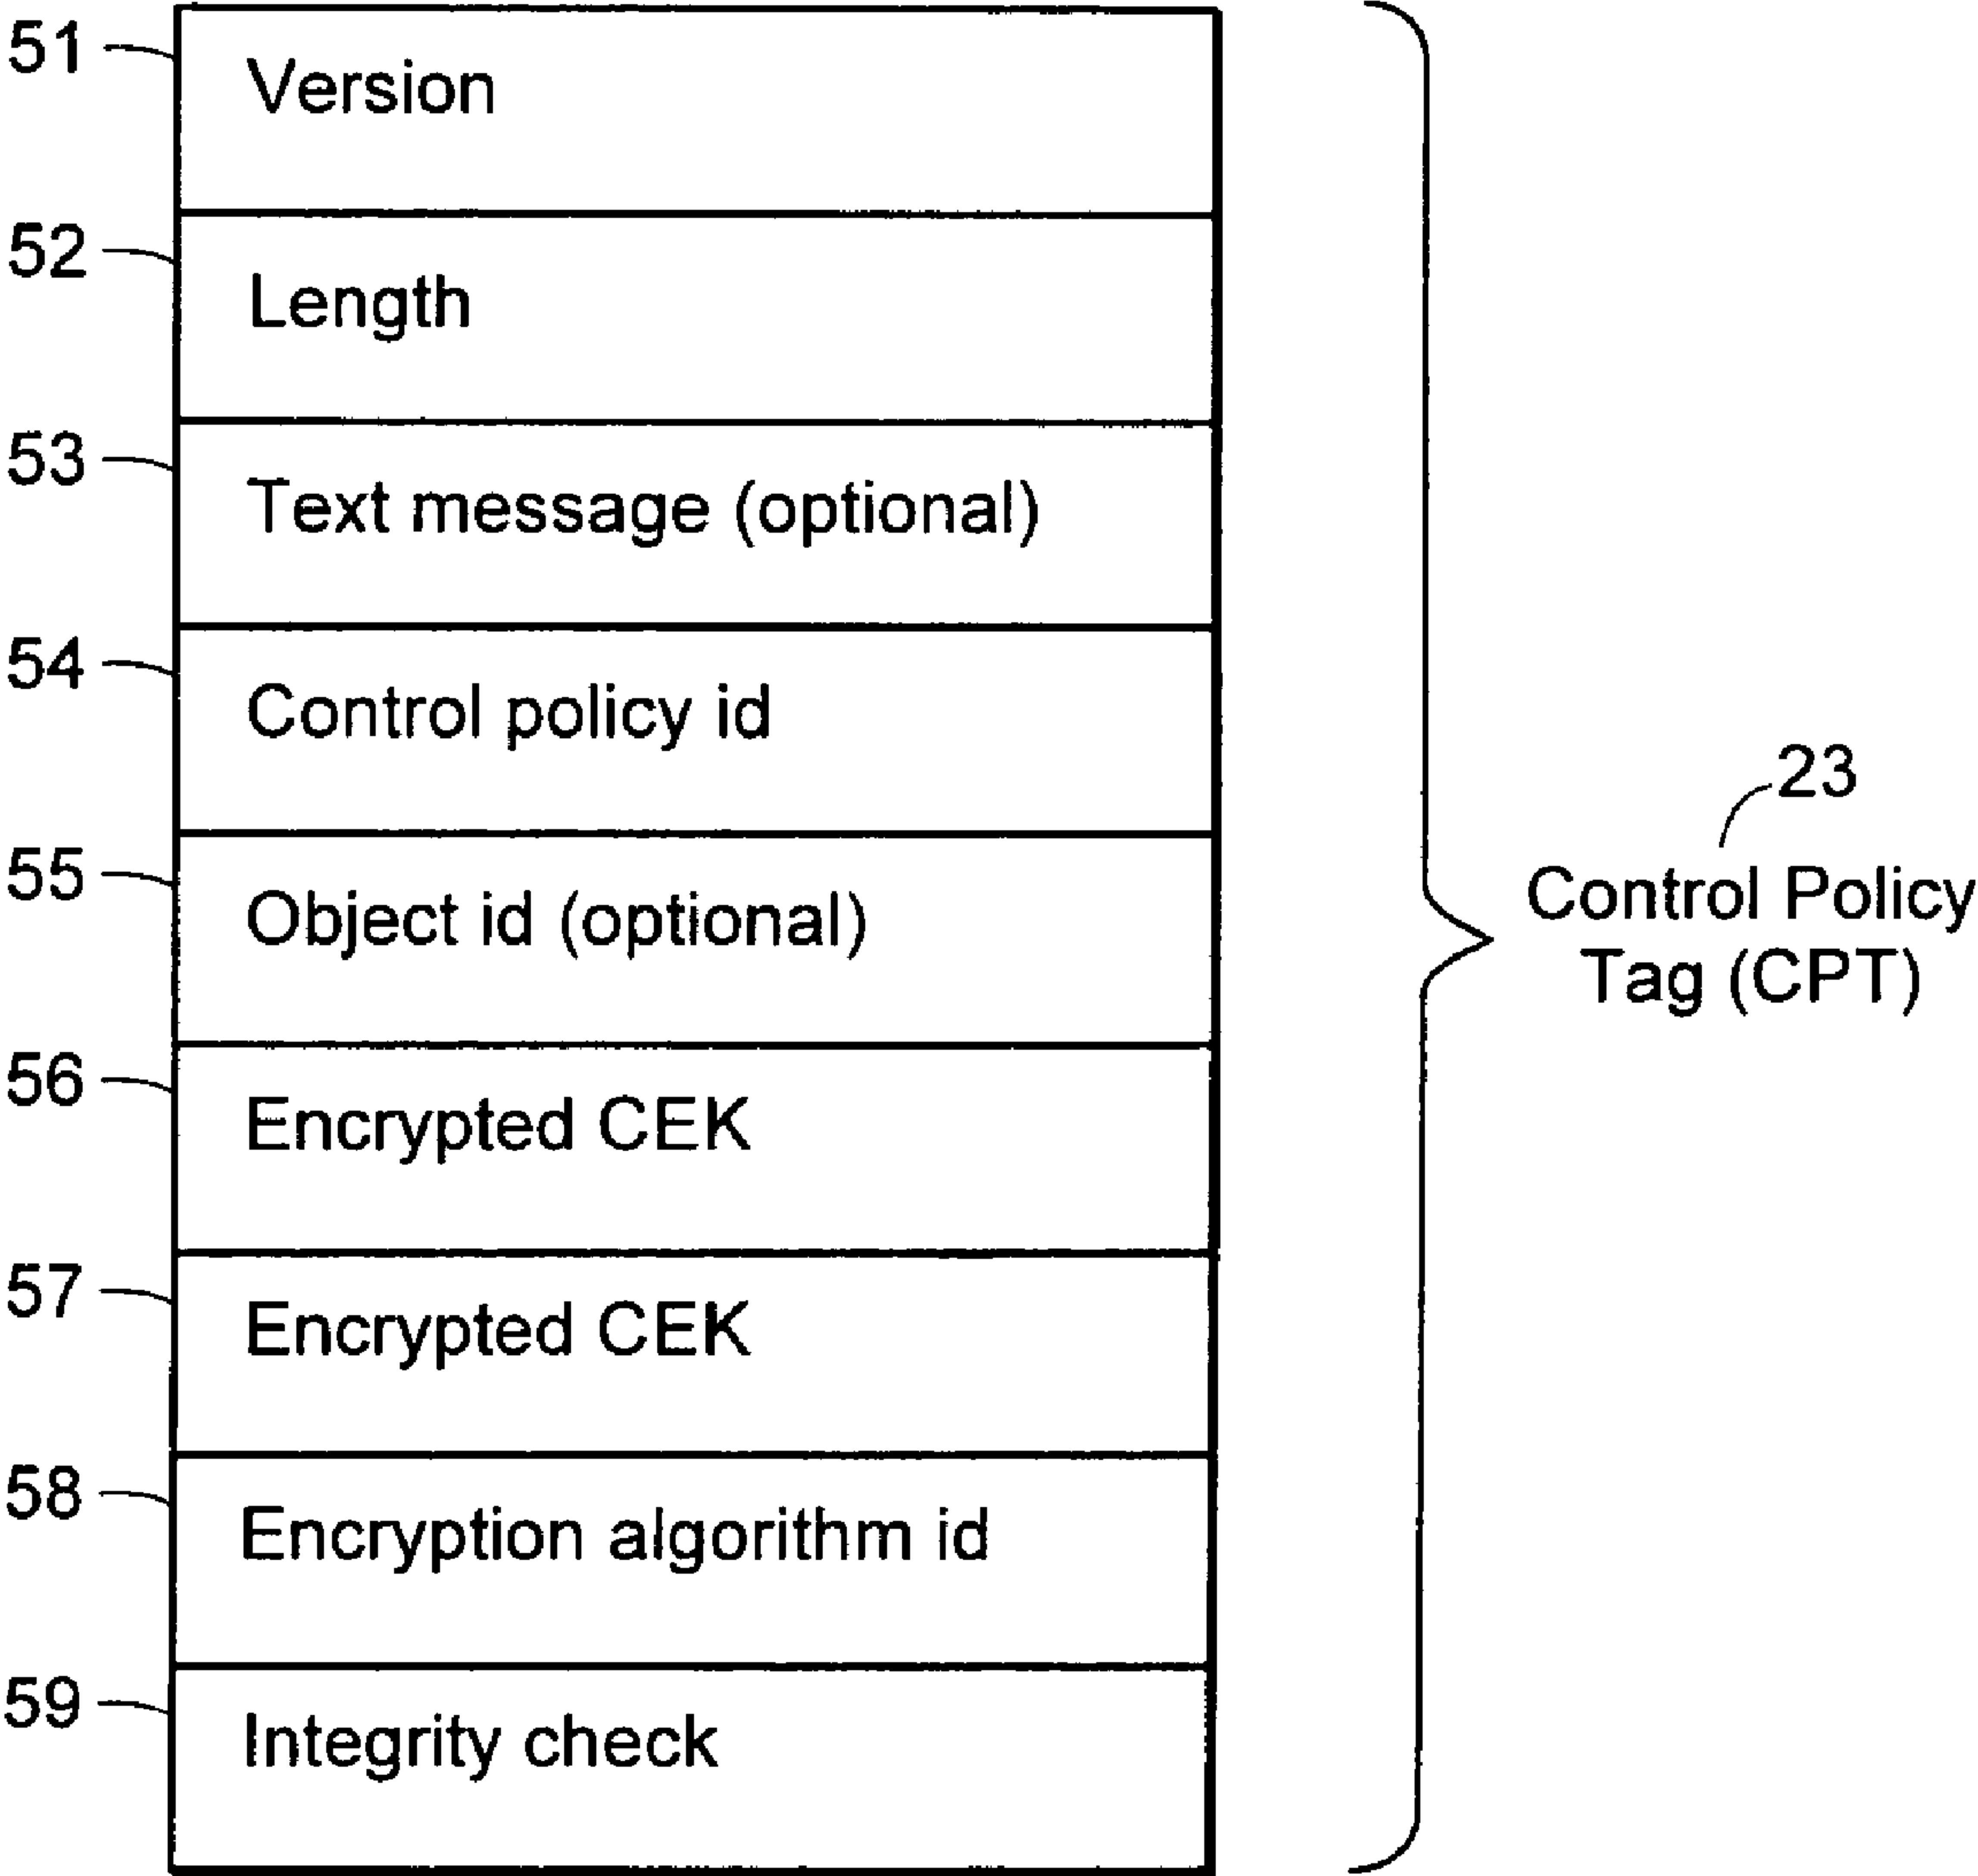 51
Version
52
Length
53
Text message (optional)
54
Control policy id
55
Object id (optional)
56
Encrypted CEK
57
Encrypted CEK
58
Encryption algorithm id
59
Integrity check
23
Control Policy
Tag (CPT)